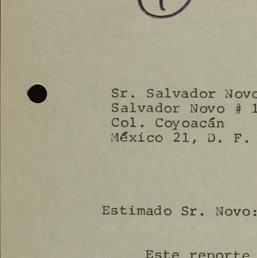 Sr. Salvador Novo
Salvador Novo # 1
Col. Coyoacán
México 21, D. F.
Estimado Sr. Novo:
Este reporte